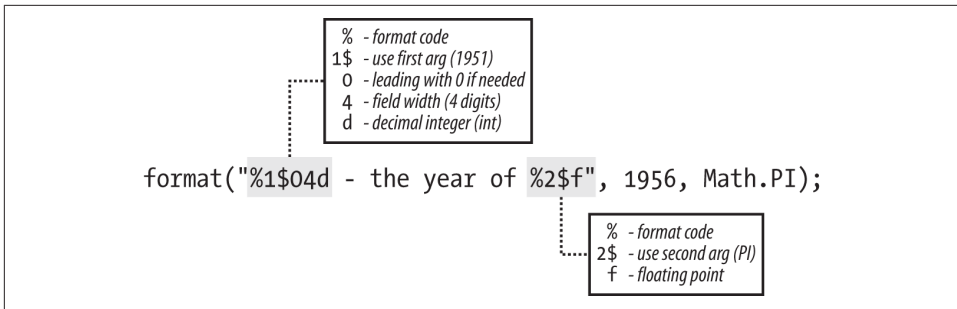 % - format code
1$ - use first arg (1951)
0 - leading with 0 if needed
4 - field width (4 digits)
d - decimal integer (int)
format("%1$04d - the year of %2$f", 1956, Math.PI);
% - format code
2$ - use second arg (PI)
f - floating point